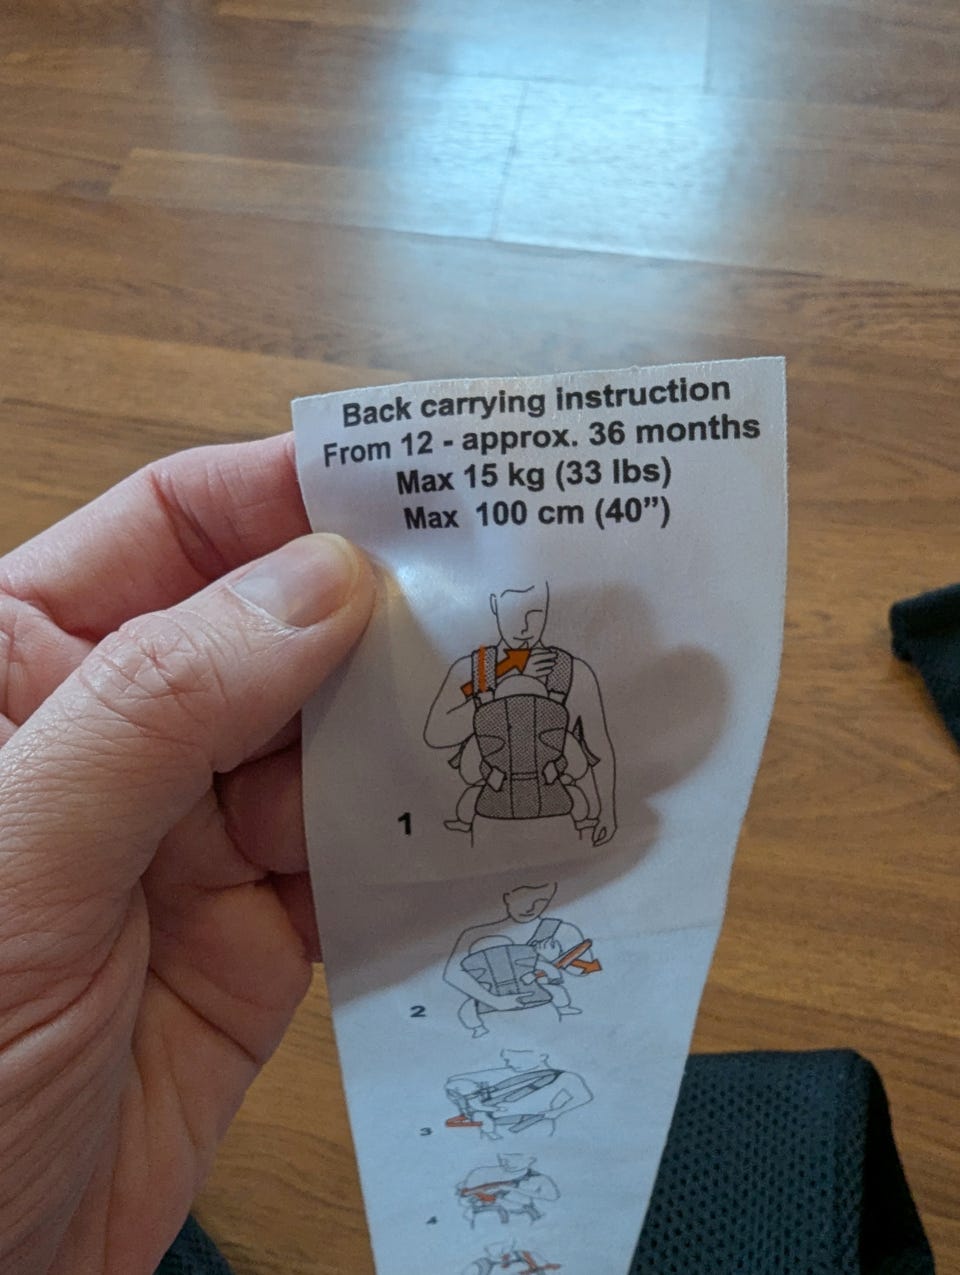 Back carrying instruction
From 12 - approx. 36 months
Max 15 kg (33 lbs)
Max 100 cm (40”)
1
2
3
4